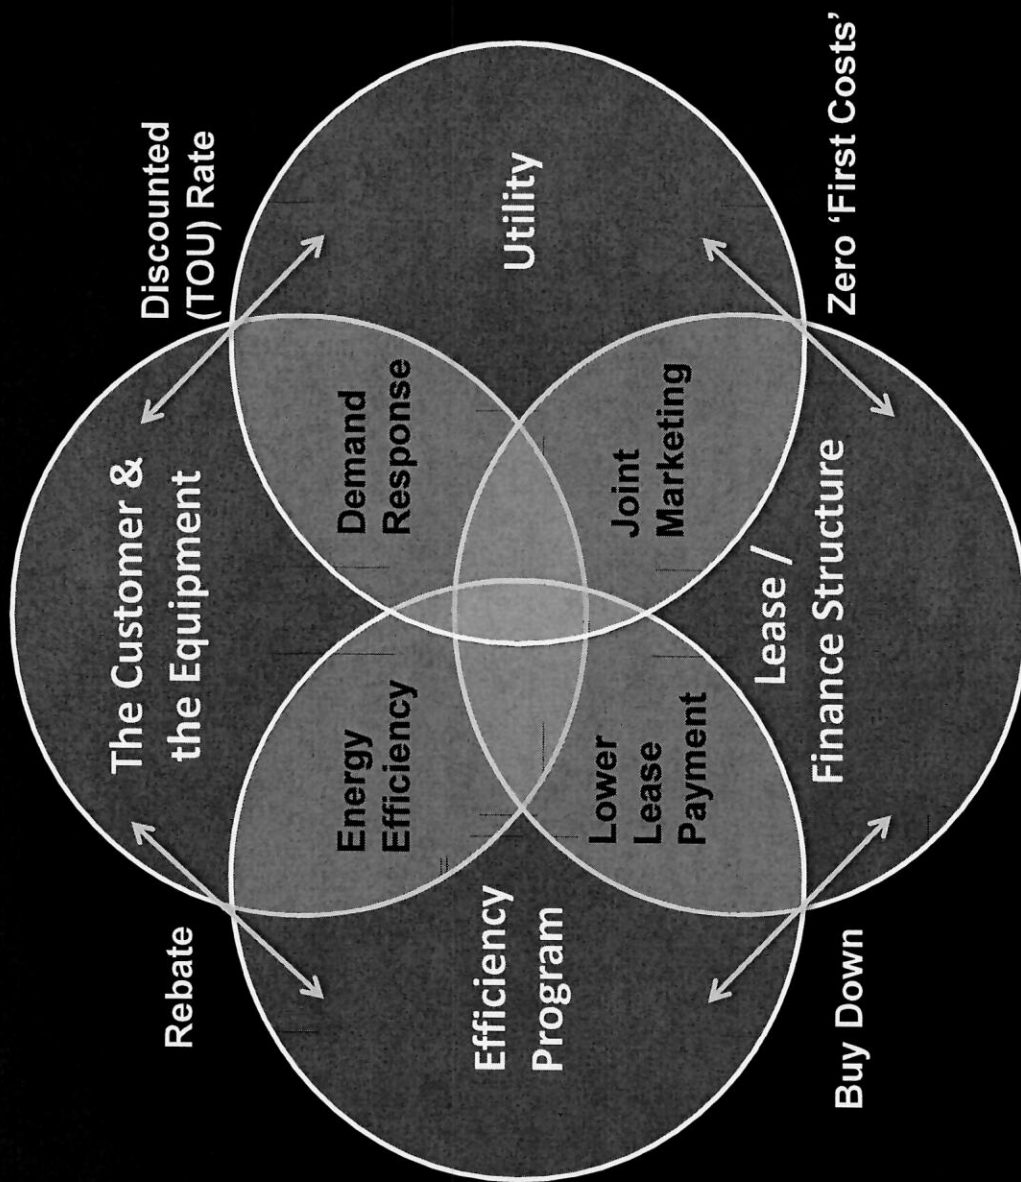 The Customer &
the Equipment
Discounted
(TOU) Rate
Rebate
Energy
Efficiency
Demand
Response
Efficiency
Program
Utility
Lower
Lease
Payment
Joint
Marketing
Lease /
Finance Structure
Buy Down
Zero ‘First Costs’